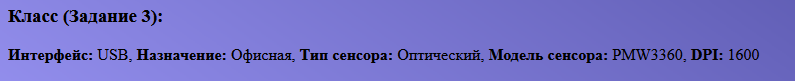 Класс (Задание 3):
Интерфейс: USB, Назначение: Офисная, Тип сенсора: Оптический, Модель сенсора: PMW3360, DPI: 1600